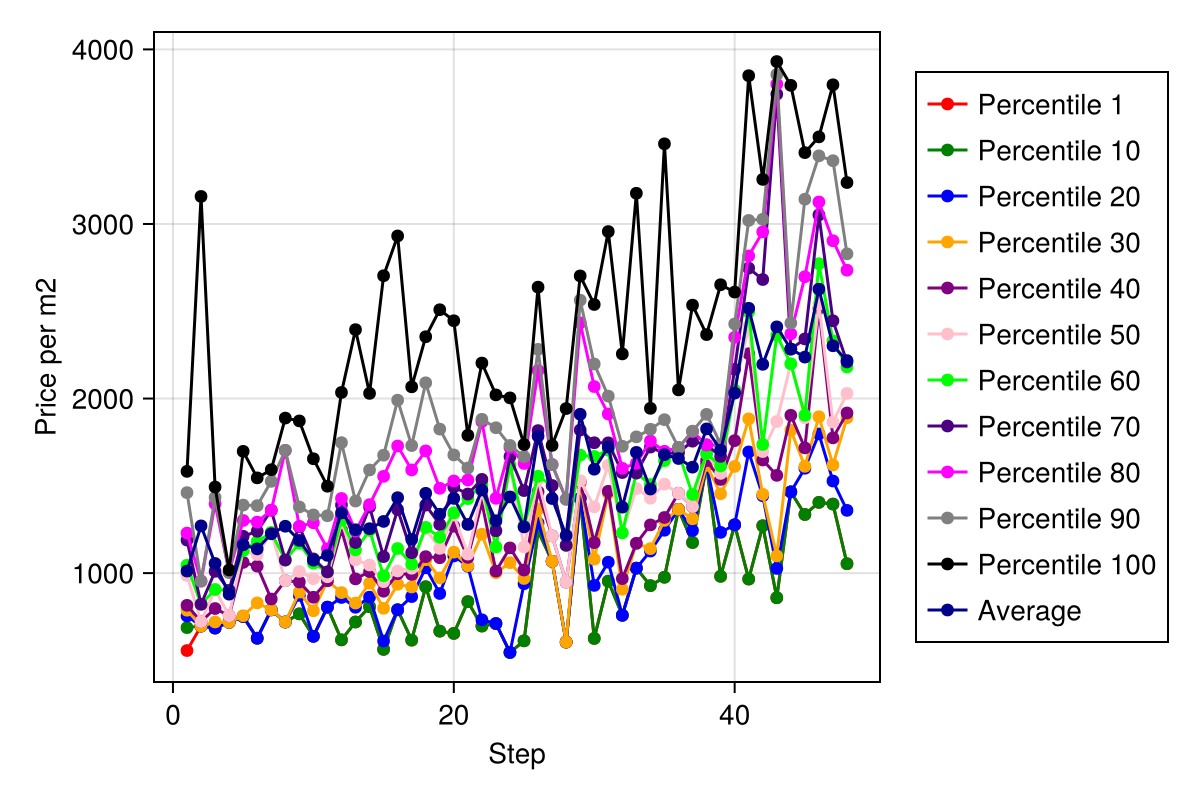 4000
3000
2000
1000
Price per m2
0
20
40
Step
Percentile 1
Percentile 10
Percentile 20
Percentile 30
Percentile 40
Percentile 50
Percentile 60
Percentile 70
Percentile 80
Percentile 90
Percentile 100
Average